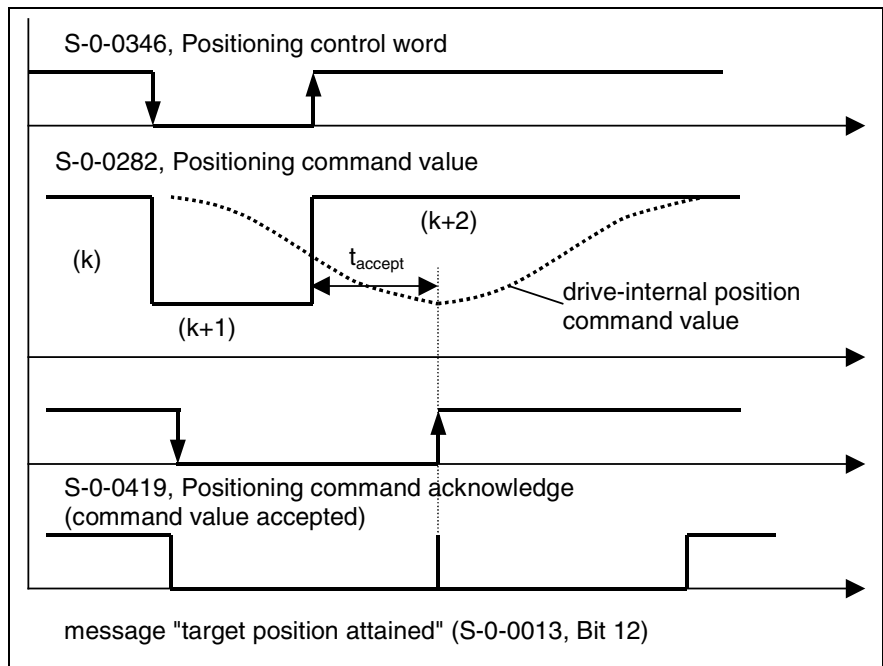 S-0-0346, Positioning control word
S-0-0282, Positioning command value
(k)
(k+1)
(k+2)
taccept
drive-internal position
command value
S-0-0419, Positioning command acknowledge
(command value accepted)
message "target position attained" (S-0-0013, Bit 12)